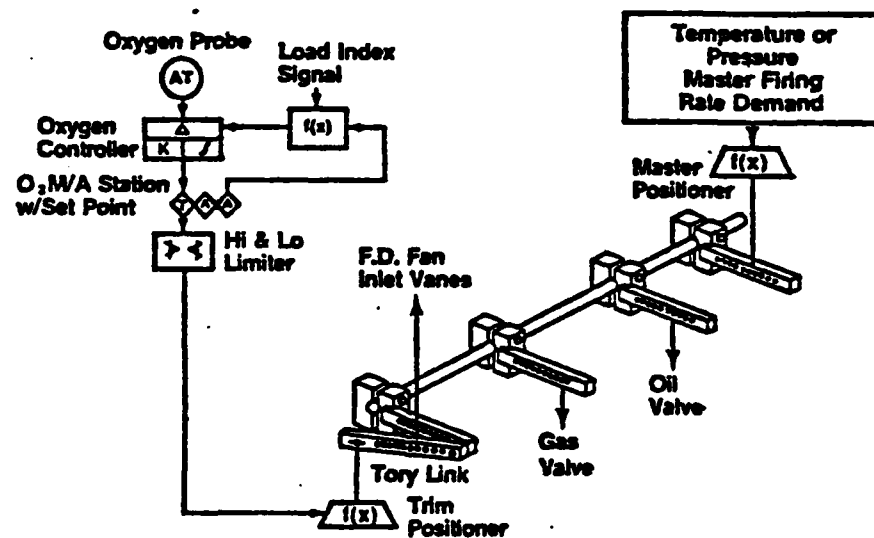 Oxygen Probe
AT
Load Index
Signal
f(x)
Oxygen
Controller
Δ
K ∫
O₂ M/A Station
w/Set Point
T A A
Hi & Lo
Limiter
F.D. Fan
Inlet Vanes
Temperature or
Pressure
Master Firing
Rate Demand
f(x)
Master
Positioner
Oil
Valve
Gas
Valve
Tory Link
f(x)
Trim
Positioner